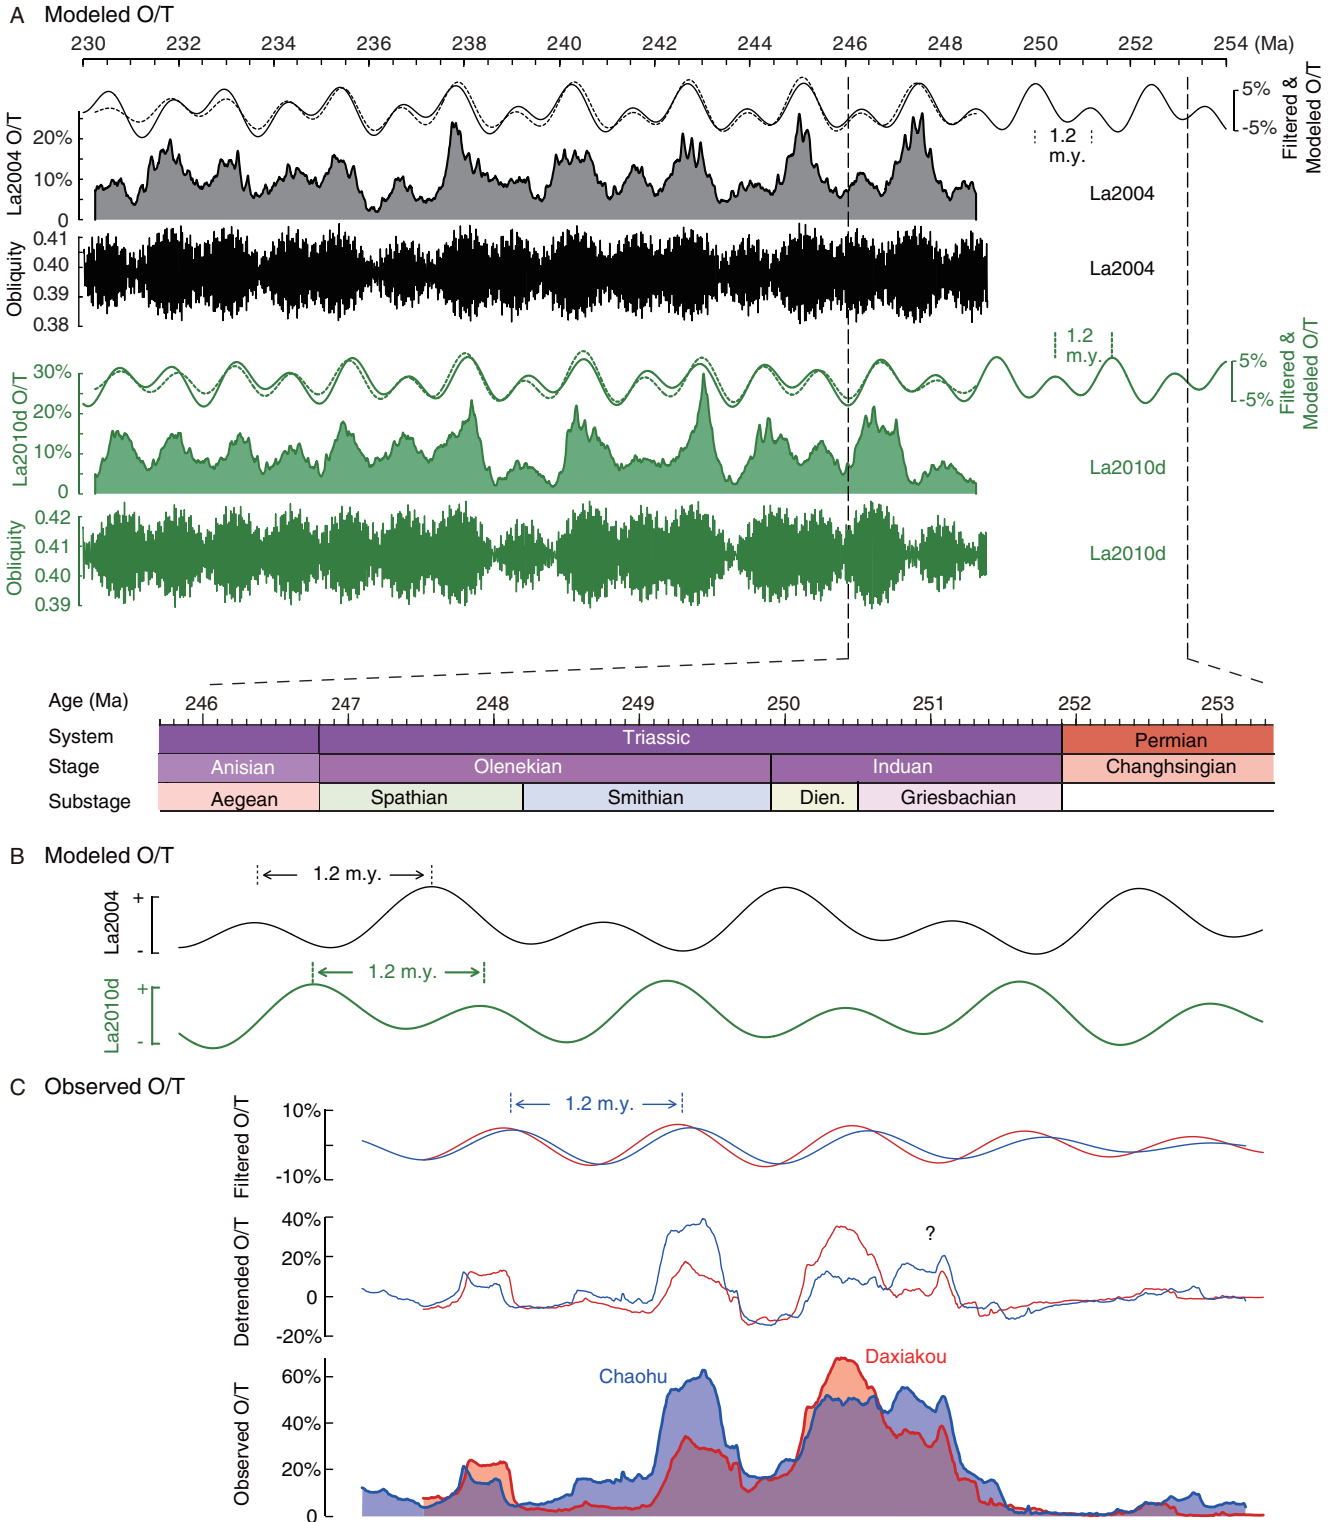 A Modeled O/T
230 232 234 236 238 240 242 244 246 248 250 252 254 (Ma)
La2004 O/T
20%
10%
0
5%
-5%
Filtered &
Modeled O/T
1.2
m.y.
La2004
Obliquity
0.41
0.40
0.39
0.38
La2004
La2010d O/T
30%
20%
10%
0
1.2
m.y.
5%
-5%
Filtered &
Modeled O/T
La2010d
Obliquity
0.42
0.41
0.40
0.39
La2010d
Age (Ma) 246 247 248 249 250 251 252 253
System Triassic Permian
Stage Anisian Olenekian Induan Changhsingian
Substage Aegean Spathian Smithian Dien. Griesbachian
B Modeled O/T
La2004
+
-
1.2 m.y.
La2010d
+
-
1.2 m.y.
C Observed O/T
Filtered O/T
10%
-10%
1.2 m.y.
Detrended O/T
40%
20%
0
-20%
?
Observed O/T
60%
40%
20%
0
Chaohu
Daxiakou